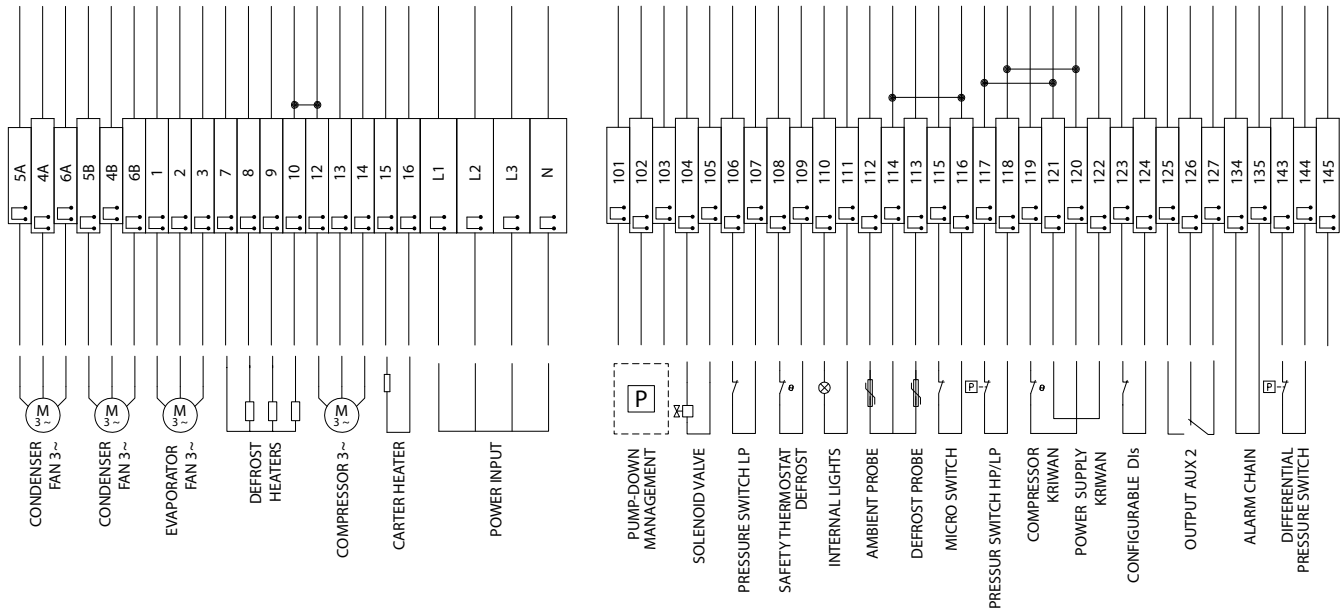 5A
4A
6A
5B
4B
6B
1
2
3
7
8
9
10
12
13
14
15
16
L1
L2
L3
N
101
102
103
104
105
106
107
108
109
110
111
112
114
113
115
116
117
118
119
121
120
122
123
124
125
126
127
134
135
143
144
145
M
3 ~
M
3 ~
M
3 ~
M
3 ~
P
θ
P
θ
P
CONDENSER
FAN 3~
CONDENSER
FAN 3~
EVAPORATOR
FAN 3~
DEFROST
HEATERS
COMPRESSOR 3~
CARTER HEATER
POWER INPUT
PUMP-DOWN
MANAGEMENT
SOLENOID VALVE
PRESSURE SWITCH LP
SAFETY THERMOSTAT
DEFROST
INTERNAL LIGHTS
AMBIENT PROBE
DEFROST PROBE
MICRO SWITCH
PRESSUR SWITCH HP/LP
COMPRESSOR
KRIWAN
POWER SUPPLY
KRIWAN
CONFIGURABLE DIs
OUTPUT AUX 2
ALARM CHAIN
DIFFERENTIAL
PRESSURE SWITCH